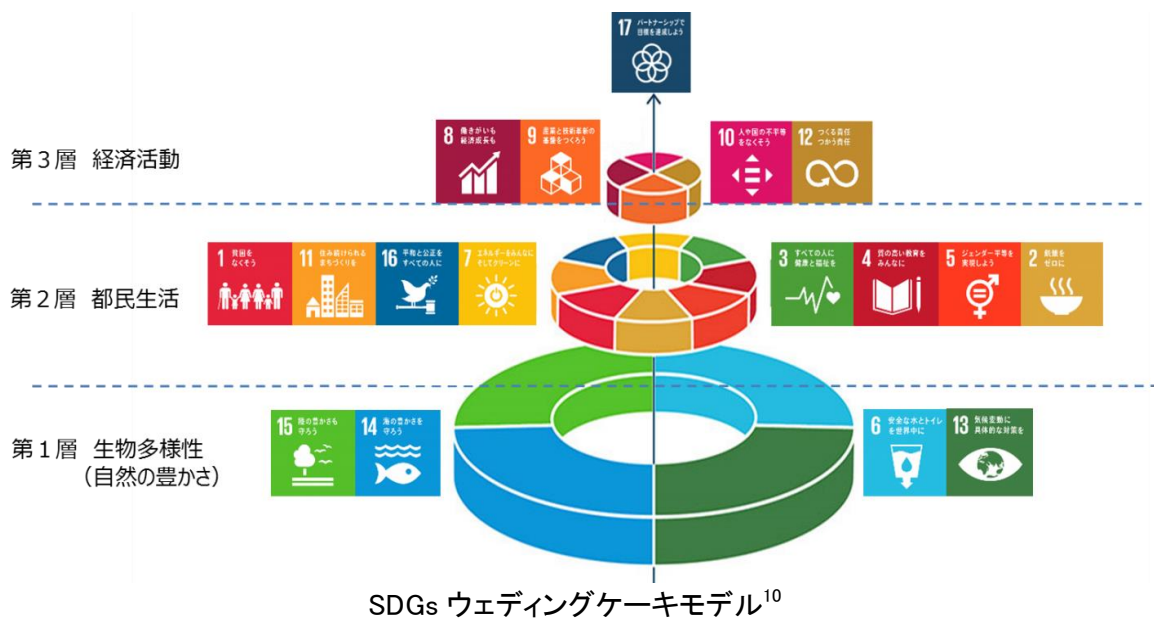 17 パートナーシップで
目標を達成しよう
第３層 経済活動
8 働きがいも
経済成長も
9 産業と技術革新の
基盤をつくろう
10 人や国の不平等
をなくそう
12 つくる責任
つかう責任
第２層 都民生活
1 貧困を
なくそう
11 住み続けられる
まちづくりを
16 平和と公正を
すべての人に
7 エネルギーをみんなに
そしてクリーンに
3 すべての人に
健康と福祉を
4 質の高い教育を
みんなに
5 ジェンダー平等を
実現しよう
2 飢餓を
ゼロに
第１層 生物多様性
（自然の豊かさ）
15 陸の豊かさも
守ろう
14 海の豊かさを
守ろう
6 安全な水とトイレ
を世界中に
13 気候変動に
具体的な対策を
SDGs ウェディングケーキモデル10